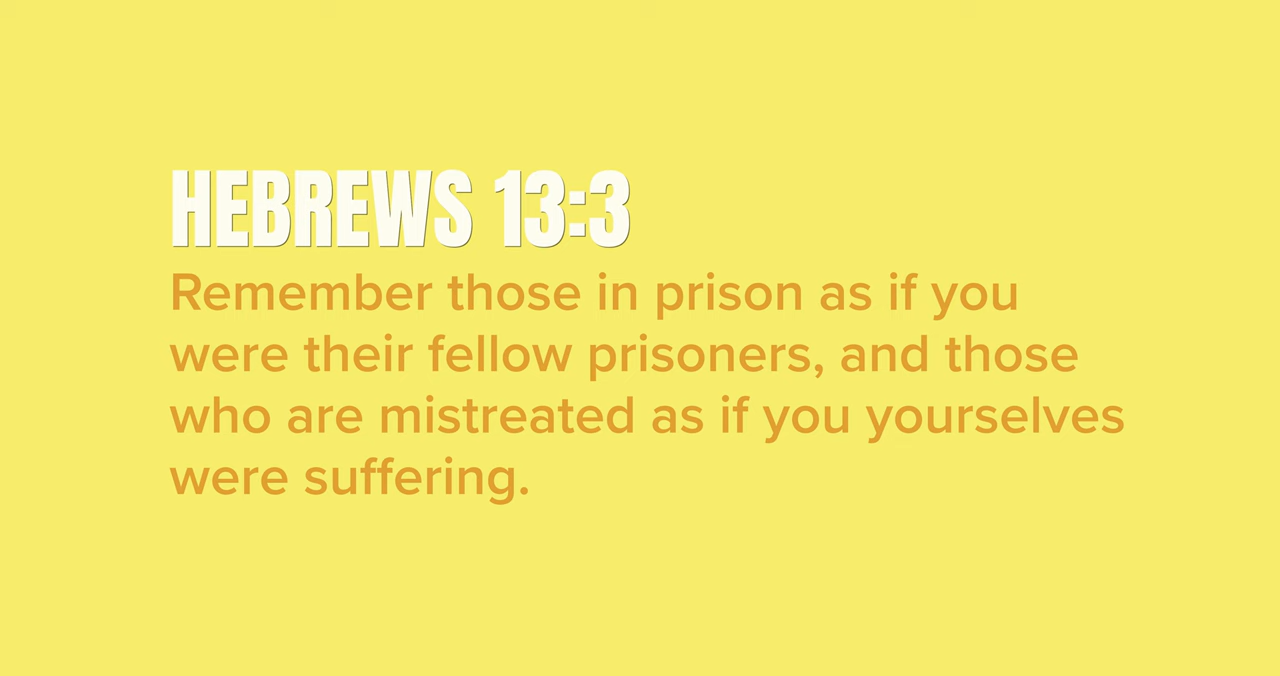 HEBREWS 13:3
Remember those in prison as if you
were their fellow prisoners, and those
who are mistreated as if you yourselves
were suffering.